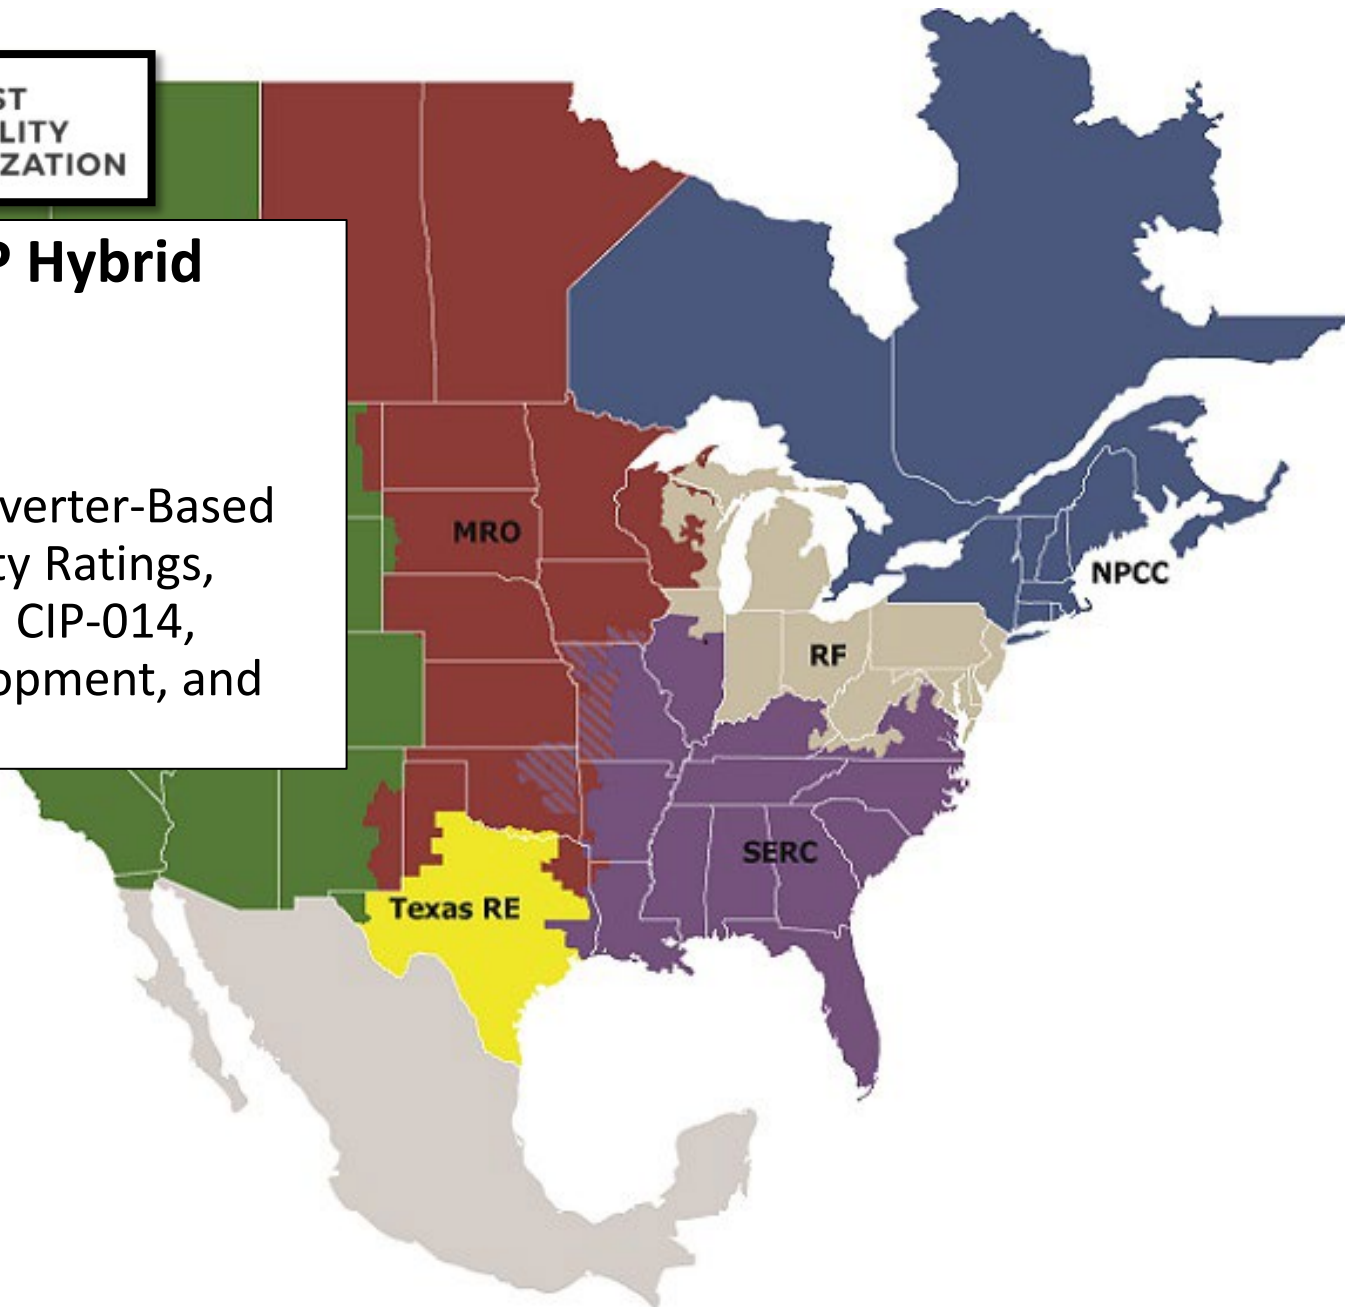 ST
LITY
ZATION
P Hybrid
verter-Based
ty Ratings,
CIP-014,
opment, and
MRO
NPCC
RF
SERC
Texas RE